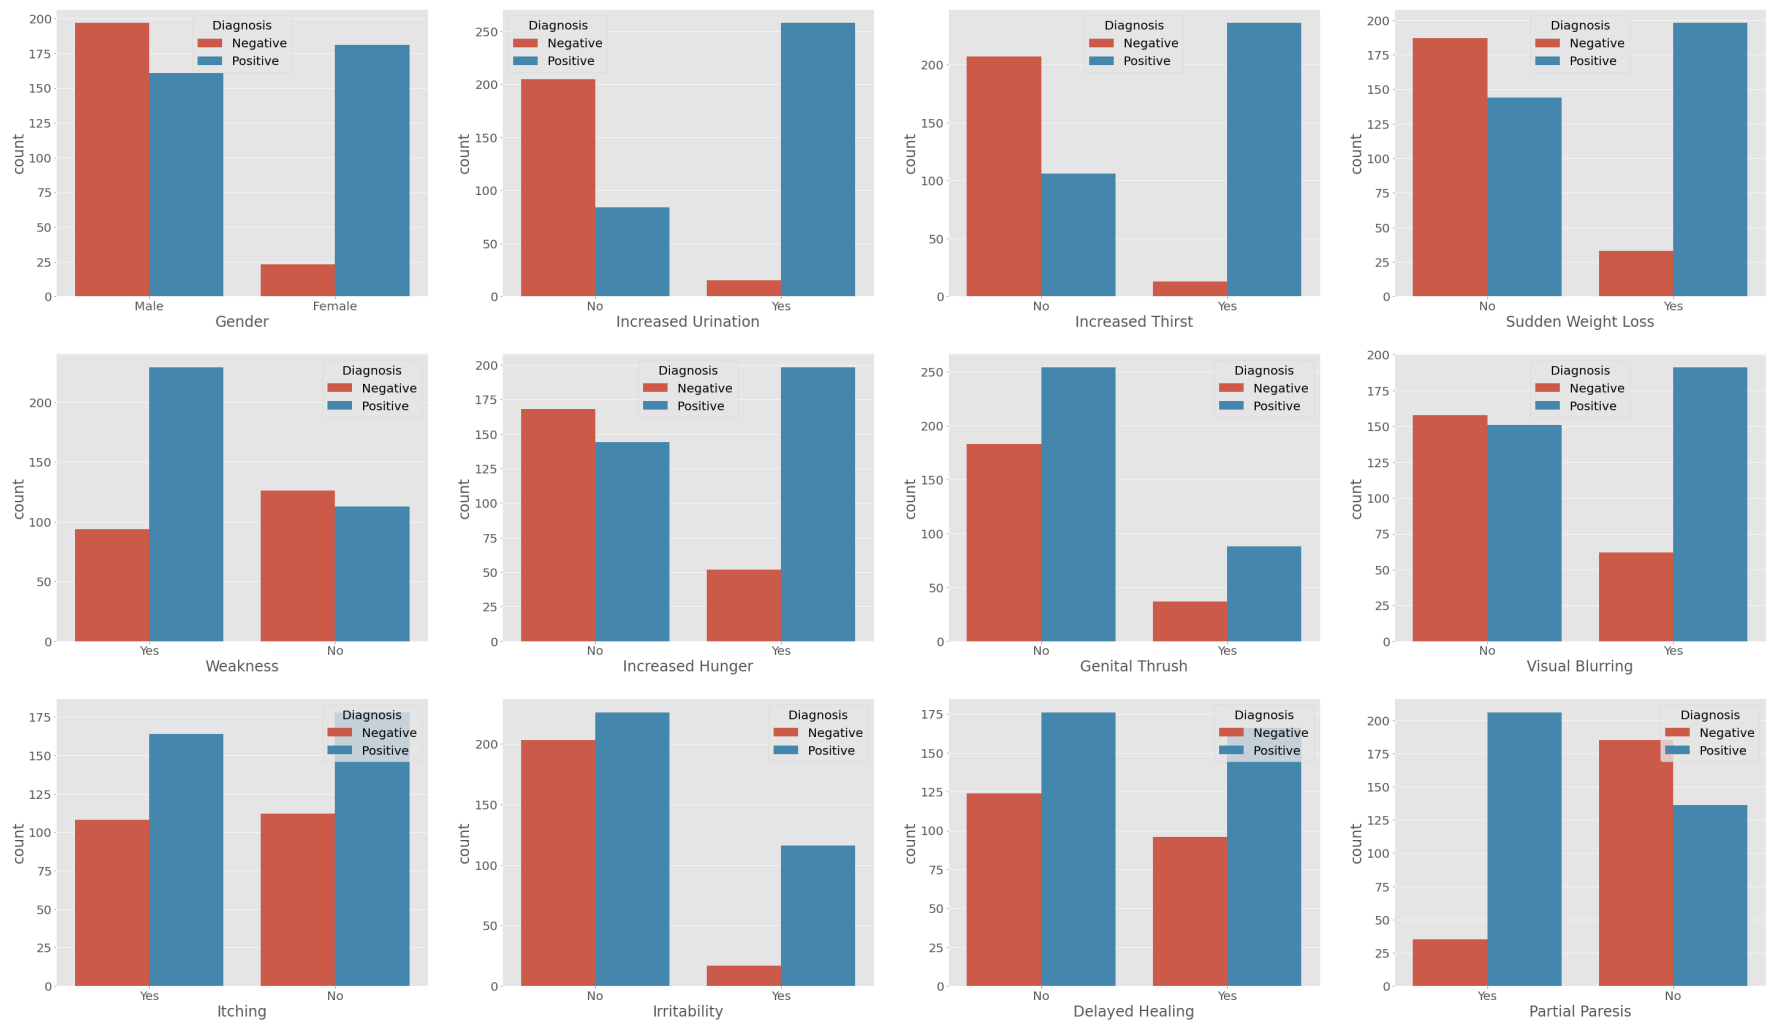 Diagnosis
Negative
Positive
200
175
150
125
100
75
50
25
0
count
Male Female
Gender
Diagnosis
Negative
Positive
250
200
150
100
50
0
count
No Yes
Increased Urination
Diagnosis
Negative
Positive
200
150
100
50
0
count
No Yes
Increased Thirst
Diagnosis
Negative
Positive
200
175
150
125
100
75
50
25
0
count
No Yes
Sudden Weight Loss
Diagnosis
Negative
Positive
200
150
100
50
0
count
Yes No
Weakness
Diagnosis
Negative
Positive
200
175
150
125
100
75
50
25
0
count
No Yes
Increased Hunger
Diagnosis
Negative
Positive
250
200
150
100
50
0
count
No Yes
Genital Thrush
Diagnosis
Negative
Positive
200
175
150
125
100
75
50
25
0
count
No Yes
Visual Blurring
Diagnosis
Negative
Positive
175
150
125
100
75
50
25
0
count
Yes No
Itching
Diagnosis
Negative
Positive
200
150
100
50
0
count
No Yes
Irritability
Diagnosis
Negative
Positive
175
150
125
100
75
50
25
0
count
No Yes
Delayed Healing
Diagnosis
Negative
Positive
200
175
150
125
100
75
50
25
0
count
Yes No
Partial Paresis